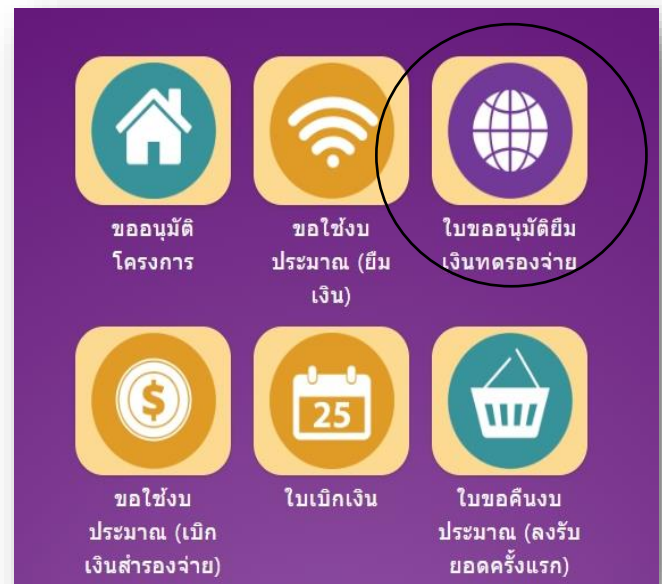 ขออนุมัติ
โครงการ
ขอใช้งบ
ประมาณ (ยืม
เงิน)
ใบขออนุมัติยืม
เงินทดรองจ่าย
$
25
ขอใช้งบ
ประมาณ (เบิก
เงินสำรองจ่าย)
ใบเบิกเงิน
ใบขอคืนงบ
ประมาณ (ลงรับ
ยอดครั้งแรก)